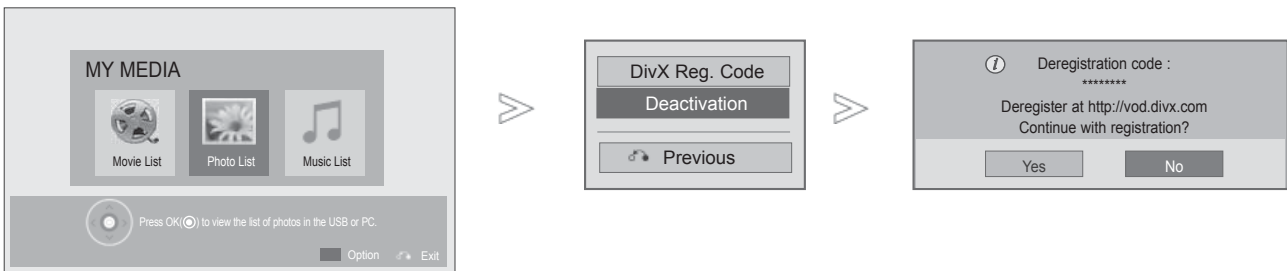 MY MEDIA
Movie List
Photo List
Music List
Press OK(◉) to view the list of photos in the USB or PC.
Option
Exit
DivX Reg. Code
Deactivation
Previous
Deregistration code :
********
Deregister at http://vod.divx.com
Continue with registration?
Yes
No